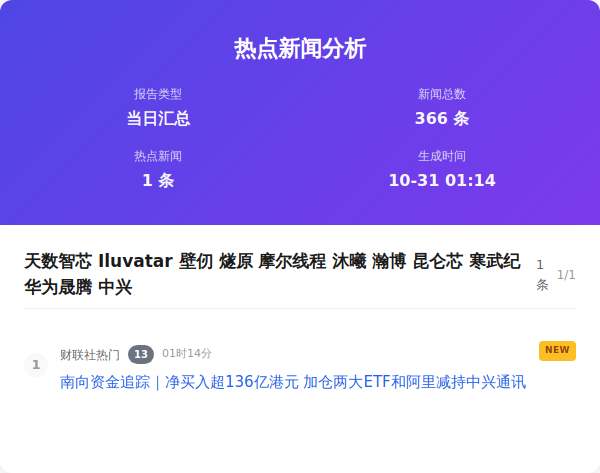 热点新闻分析
报告类型
当日汇总
新闻总数
366 条
热点新闻
1 条
生成时间
10-31 01:14
天数智芯 Iluvatar 壁仞 燧原 摩尔线程 沐曦 瀚博 昆仑芯 寒武纪
华为晟腾 中兴
1
条
1/1
1
财联社热门 13 01时14分
NEW
南向资金追踪｜净买入超136亿港元 加仓两大ETF和阿里减持中兴通讯